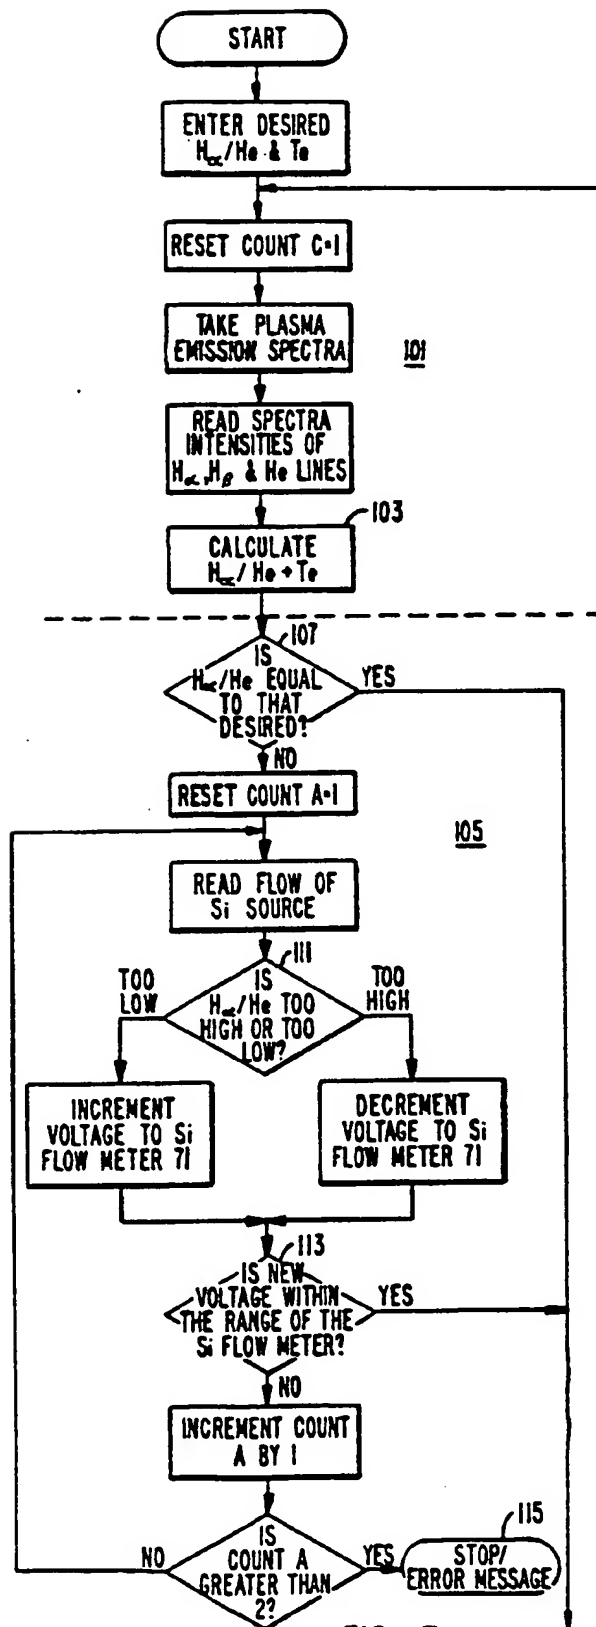 START
ENTER DESIRED
Hα/He & Te
RESET COUNT C=1
TAKE PLASMA
EMISSION SPECTRA
101
READ SPECTRA
INTENSITIES OF
Hα, Hβ & He LINES
103
CALCULATE
Hα/He + Te
107
IS
Hα/He EQUAL
TO THAT
DESIRED?
YES
NO
RESET COUNT A=1
105
READ FLOW OF
Si SOURCE
111
IS
Hα/He TOO
HIGH OR TOO
LOW?
TOO
LOW
TOO
HIGH
INCREMENT
VOLTAGE TO Si
FLOW METER 71
DECREMENT
VOLTAGE TO Si
FLOW METER 71
113
IS NEW
VOLTAGE WITHIN
THE RANGE OF THE
Si FLOW METER?
YES
NO
INCREMENT COUNT
A BY 1
IS
COUNT A
GREATER THAN
2?
NO
YES
115
STOP/
ERROR MESSAGE